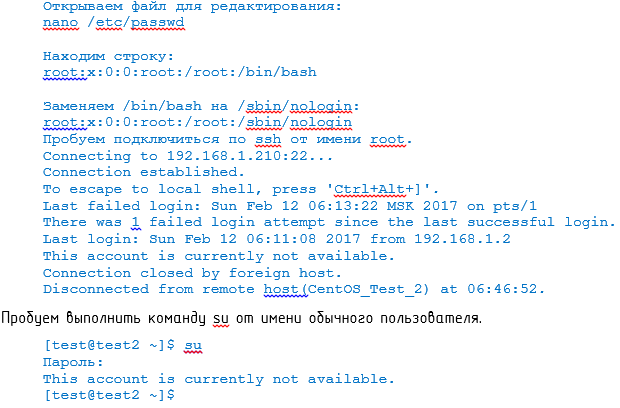 Открываем файл для редактирования:
nano /etc/passwd
Находим строку:
root:x:0:0:root:/root:/bin/bash
Заменяем /bin/bash на /sbin/nologin:
root:x:0:0:root:/root:/sbin/nologin
Пробуем подключиться по ssh от имени root.
Connecting to 192.168.1.210:22...
Connection established.
To escape to local shell, press 'Ctrl+Alt+]'.
Last failed login: Sun Feb 12 06:13:22 MSK 2017 on pts/1
There was 1 failed login attempt since the last successful login.
Last login: Sun Feb 12 06:11:08 2017 from 192.168.1.2
This account is currently not available.
Connection closed by foreign host.
Disconnected from remote host(CentOS_Test_2) at 06:46:52.
Пробуем выполнить команду su от имени обычного пользователя.
[test@test2 ~]$ su
Пароль:
This account is currently not available.
[test@test2 ~]$